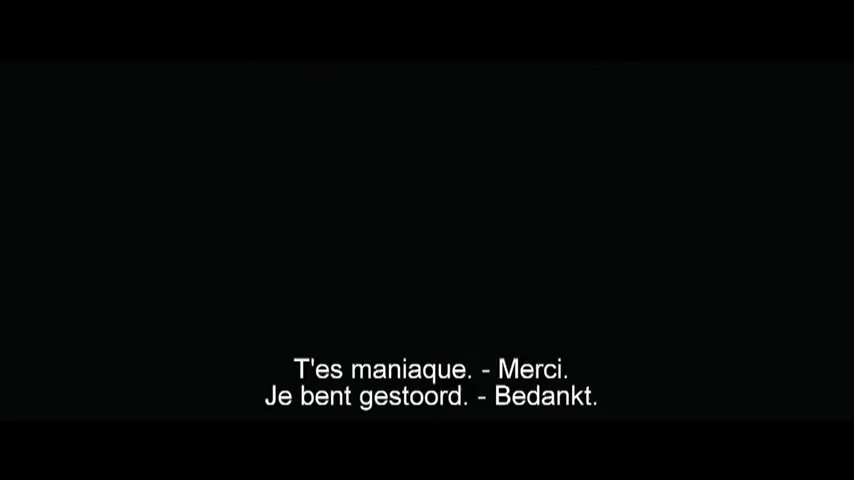 T'es maniaque. - Merci.
Je bent gestoord. - Bedankt.